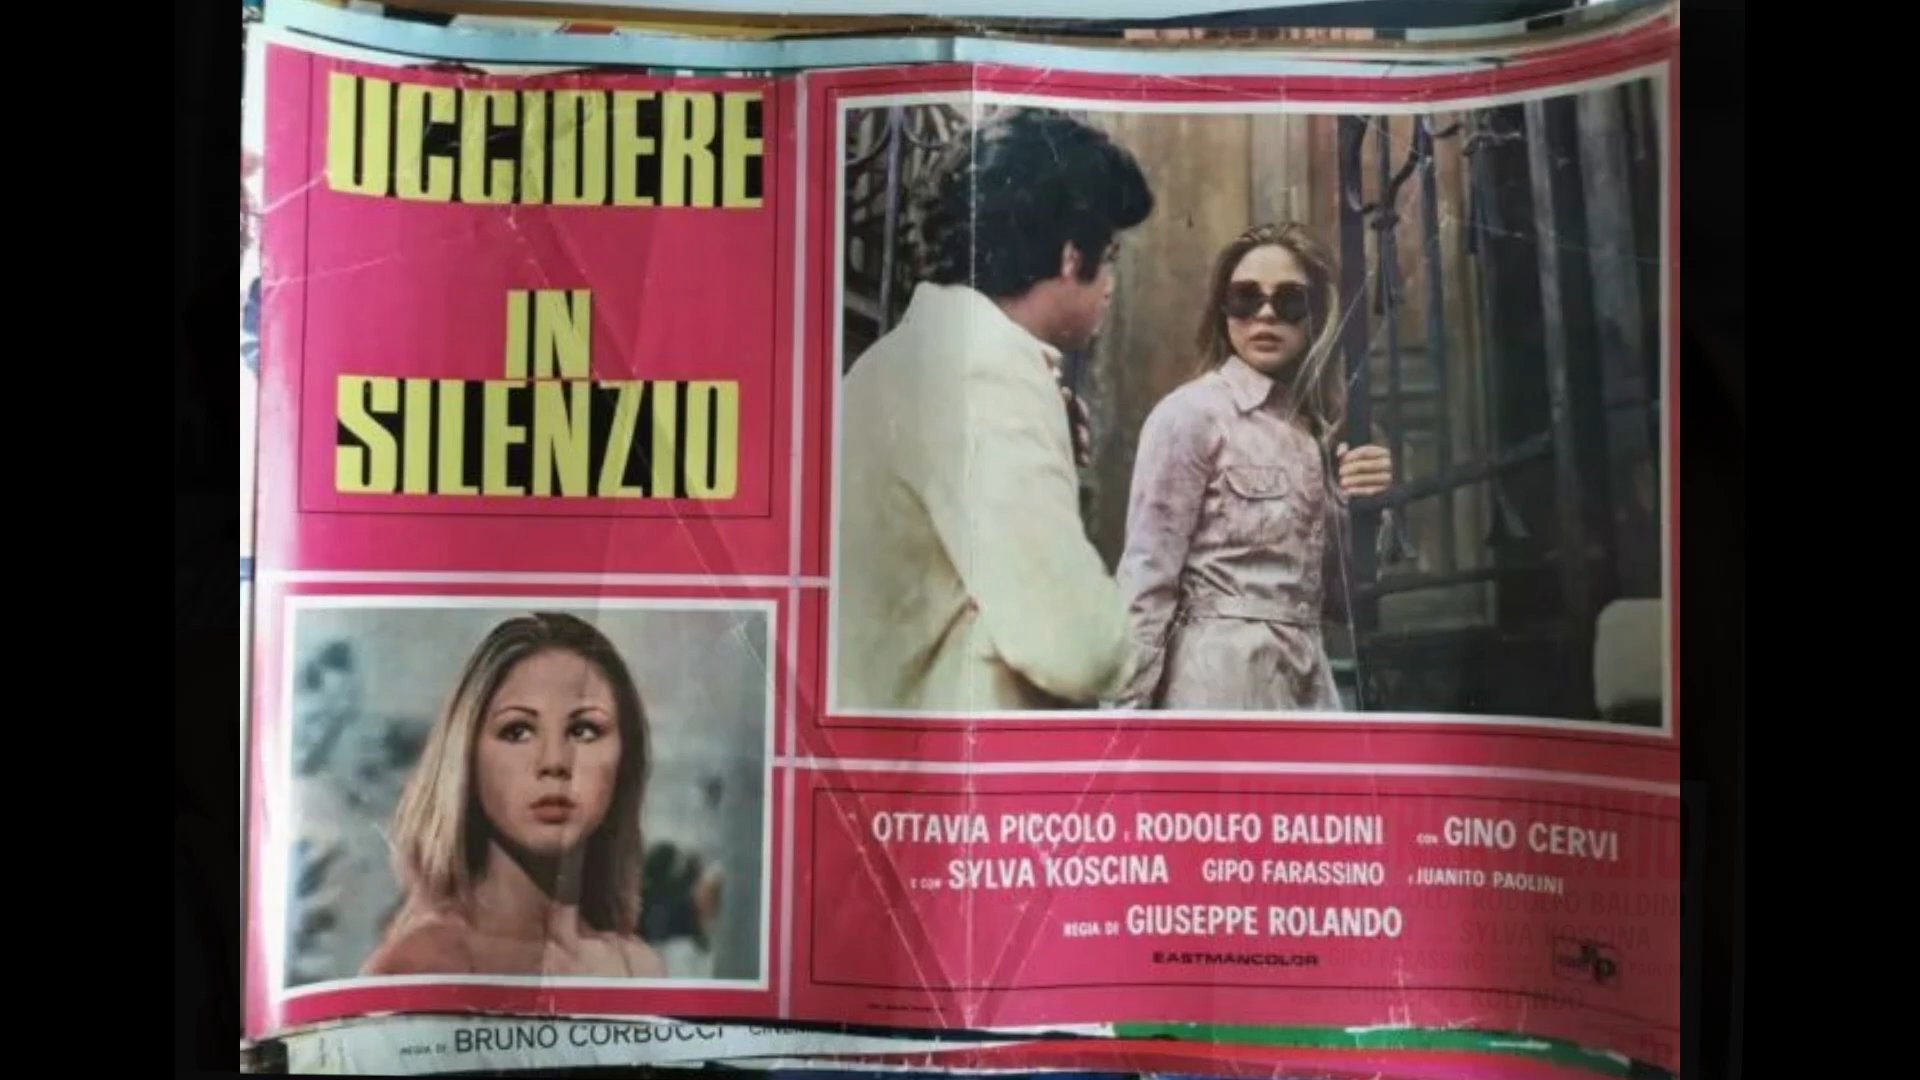 UCCIDERE
IN
SILENZIO
OTTAVIA PICCOLO E RODOLFO BALDINI CON GINO CERVI
E CON SYLVA KOSCINA GIPO FARASSINO E JUANITO PAOLINI
REGIA DI GIUSEPPE ROLANDO
EASTMANCOLOR
REGIA DI BRUNO CORBUCCI